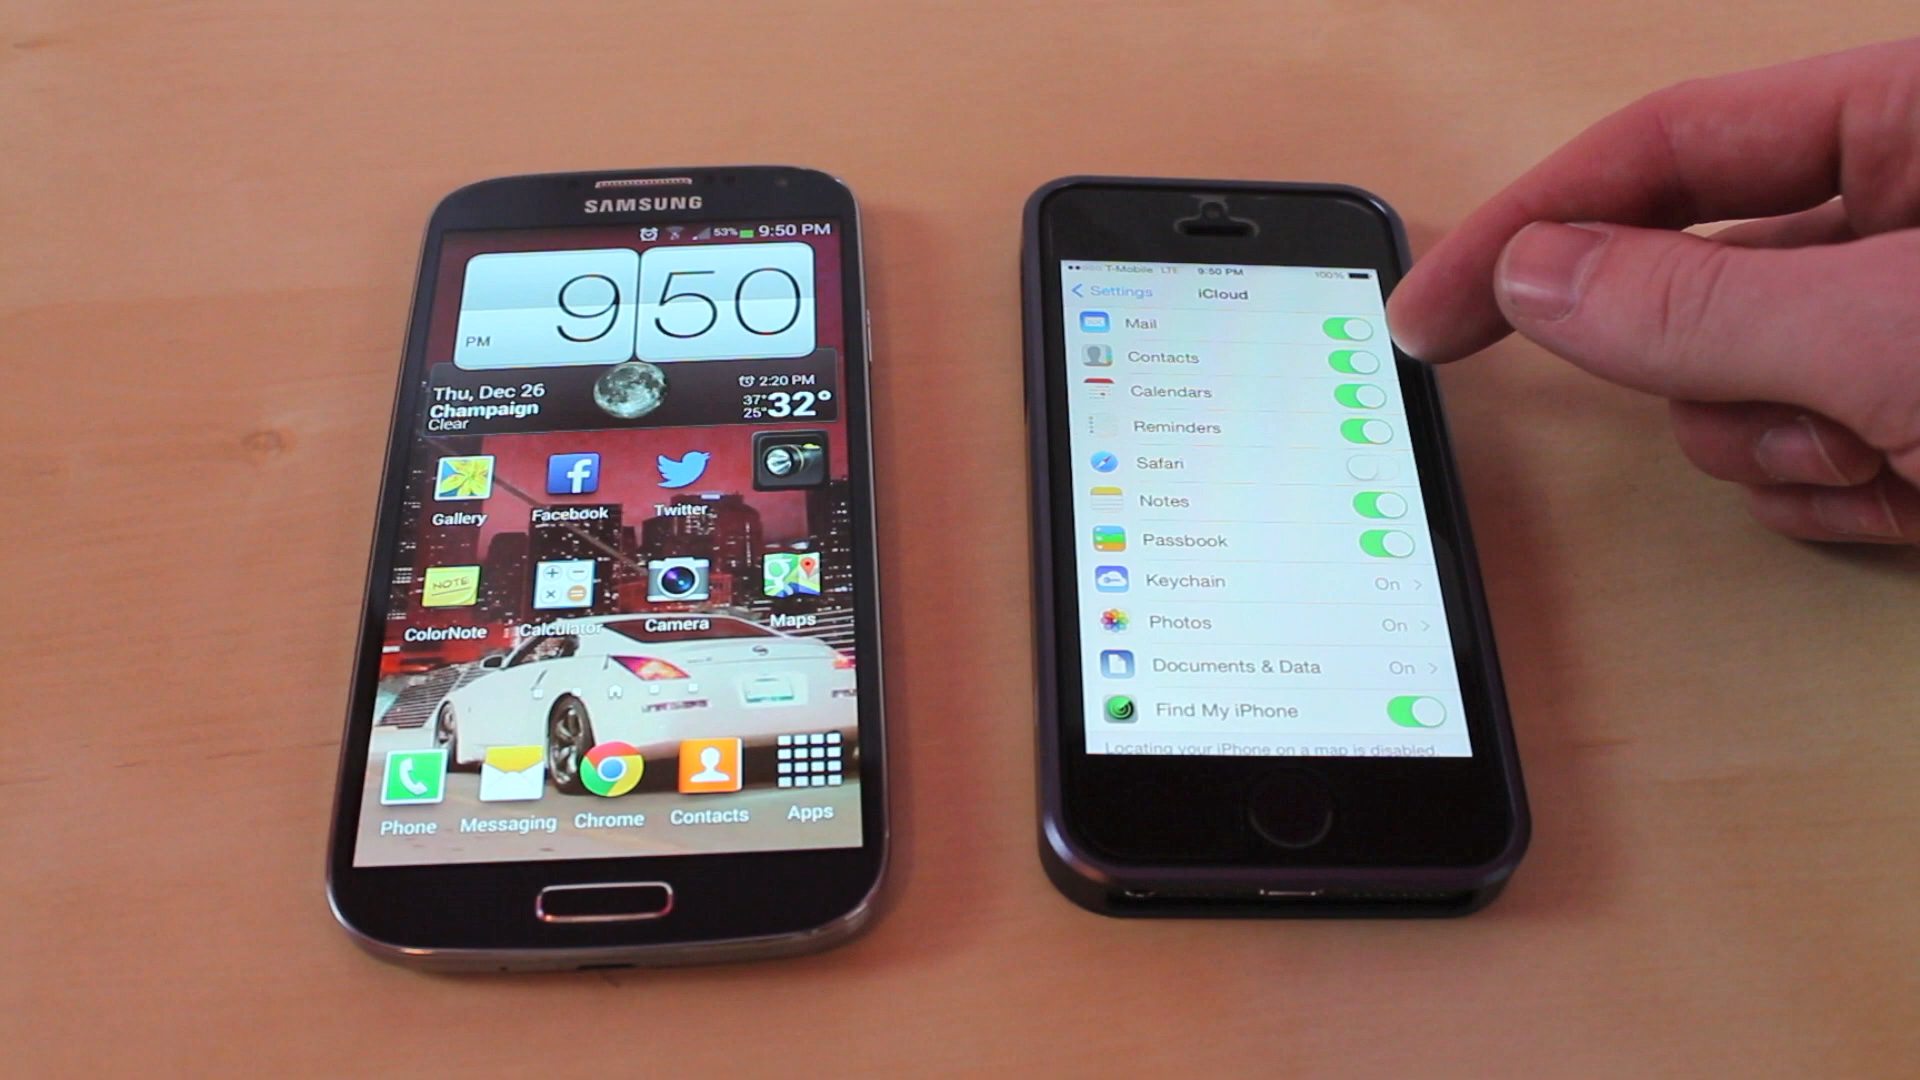 SAMSUNG
53% 9:50 PM
9 50
PM
Thu, Dec 26
Champaign
Clear
2:20 PM
37°
25°
32°
Gallery Facebook Twitter
NOTE
ColorNote Calculator Camera Maps
Phone Messaging Chrome Contacts Apps
T-Mobile LTE 9:50 PM 100%
Settings iCloud
Mail
Contacts
Calendars
Reminders
Safari
Notes
Passbook
Keychain On
Photos On
Documents & Data On
Find My iPhone
Locating your iPhone on a map is disabled.